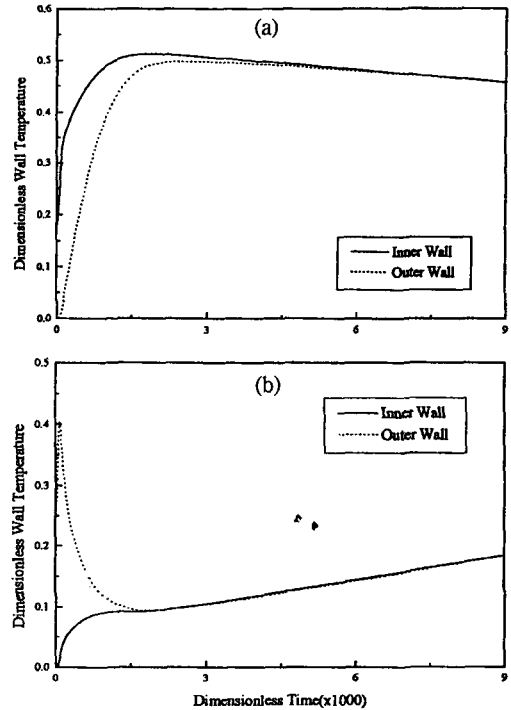 (a)
0.6
0.5
0.4
0.3
0.2
0.1
0.0
Dimensionless Wall Temperature
Inner Wall
Outer Wall
0
3
6
9
(b)
0.5
0.4
0.3
0.2
0.1
0.0
Dimensionless Wall Temperature
Inner Wall
Outer Wall
0
3
6
9
Dimensionless Time(x1000)